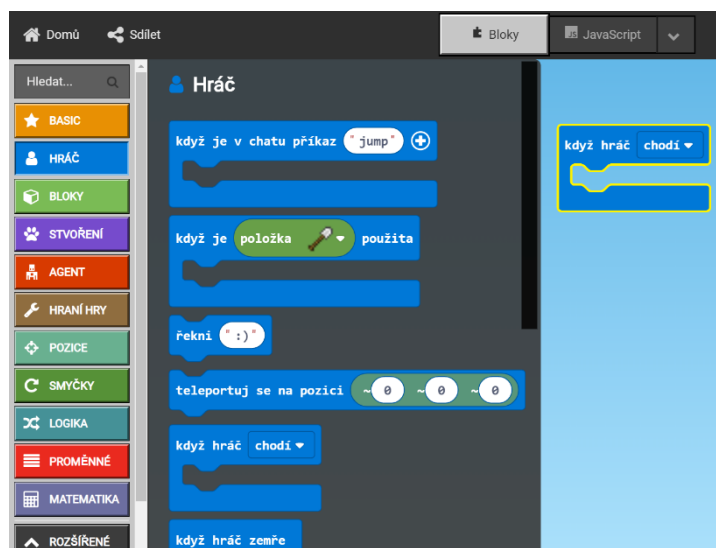 Domů
Sdílet
Bloky
JavaScript
Hledat...
BASIC
HRÁČ
BLOKY
STVOŘENÍ
AGENT
HRANÍ HRY
POZICE
SMYČKY
LOGIKA
PROMĚNNÉ
MATEMATIKA
ROZŠÍŘENÉ
Hráč
když je v chatu příkaz "jump"
když je položka použita
řekni ":)"
teleportuj se na pozici ~0 ~0 ~0
když hráč chodí
když hráč zemře
když hráč chodí